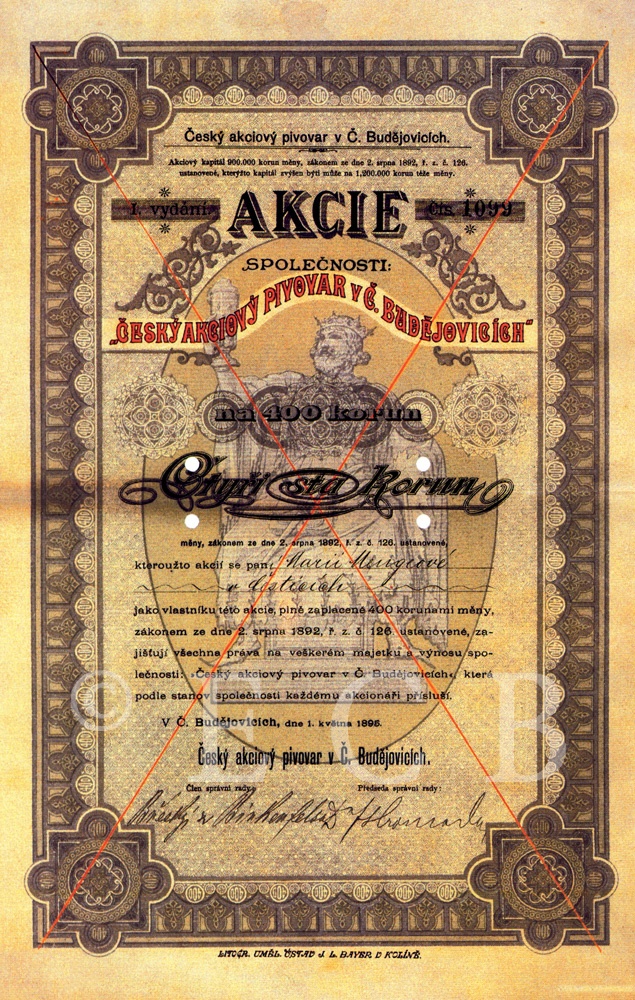 Český akciový pivovar v Č. Budějovicích.
Akciový kapitál 900.000 korun měny, zákonem ze dne 2. srpna 1892, ř. z. č. 126.
ustanovené, kterýžto kapitál zvýšen býti může na 1,200.000 korun téže měny.
I. vydání.
AKCIE
Čís. 1099
SPOLEČNOSTI:
„ČESKÝ AKCIOVÝ PIVOVAR V Č. BUDĚJOVICÍCH"
na 400 korun
Čtyři sta Korun
měny, zákonem ze dne 2. srpna 1892, ř. z. č. 126. ustanovené,
kteroužto akcií se paní Marii
v
jako vlastníku této akcie, plně zaplacené 400 korunami měny,
zákonem ze dne 2. srpna 1892, ř. z. č. 126 ustanovené, za-
jišťují všechna práva na veškerém majetku a výnosu spo-
lečnosti: »Český akciový pivovar v Č. Budějovicích«, která
podle stanov společnosti každému akcionáři přísluší.
V Č. Budějovicích, dne 1. května 1895.
Český akciový pivovar v Č. Budějovicích.
Člen správní rady:
Předseda správní rady:
LITOGR. UMĚL. ÚSTAD J. L. BAYER D KOLÍNĚ.
© ECB